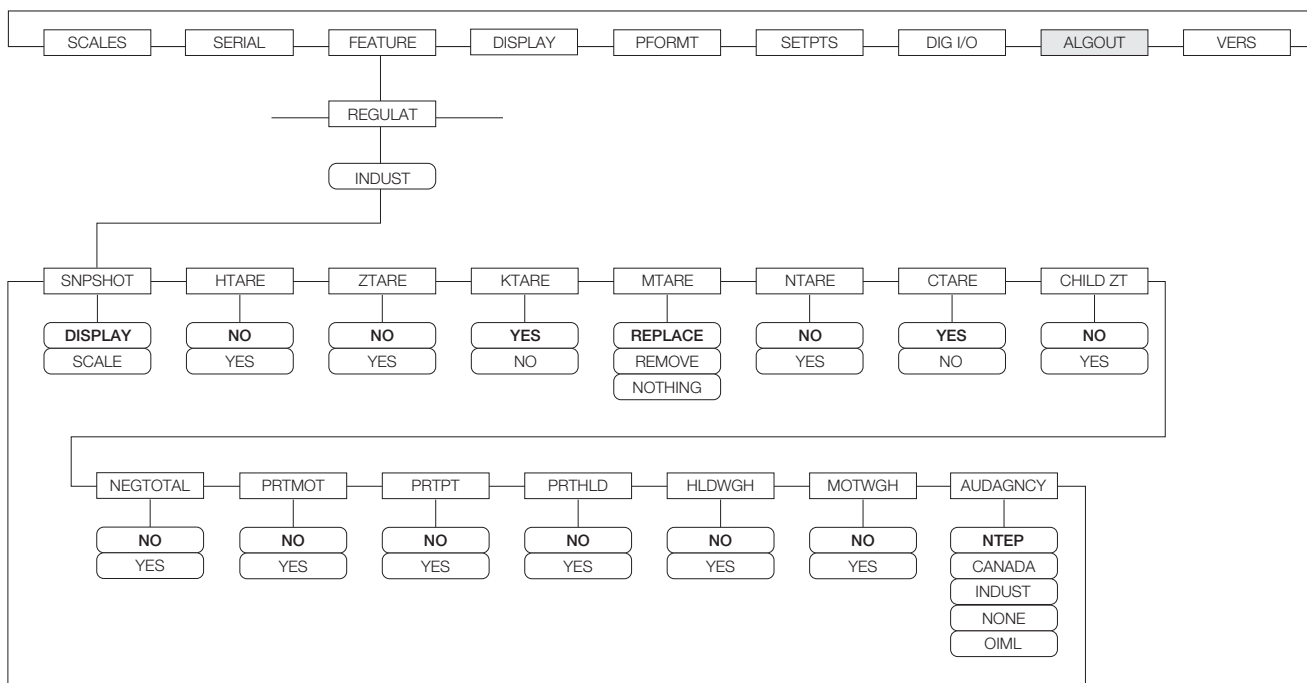 SCALES SERIAL FEATURE DISPLAY PFORMT SETPTS DIG I/O ALGOUT VERS
REGULAT
INDUST
SNPSHOT HTARE ZTARE KTARE MTARE NTARE CTARE CHILD ZT
DISPLAY NO NO YES REPLACE NO YES NO
SCALE YES YES NO REMOVE YES NO YES
NOTHING
NEGTOTAL PRTMOT PRTPT PRTHLD HLDWGH MOTWGH AUDAGNCY
NO NO NO NO NO NO NTEP
YES YES YES YES YES YES CANADA
INDUST
NONE
OIML